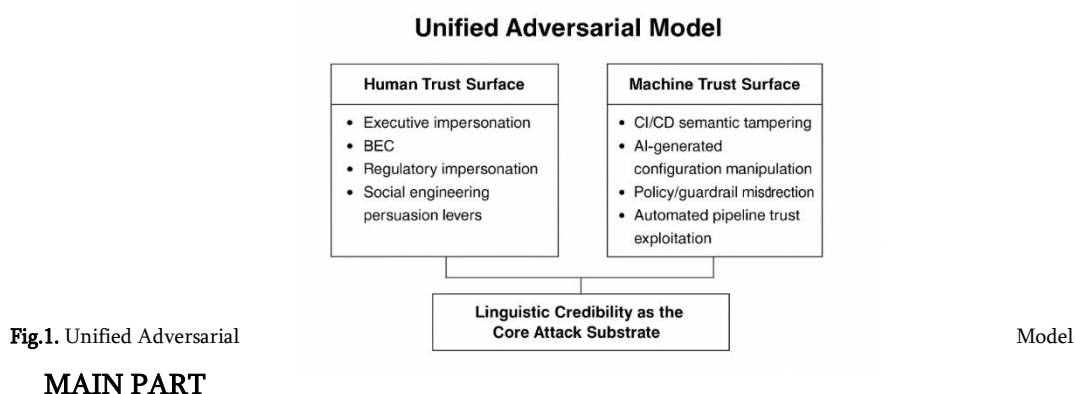 Unified Adversarial Model
Human Trust Surface
• Executive impersonation
• BEC
• Regulatory impersonation
• Social engineering
persuasion levers
Machine Trust Surface
• CI/CD semantic tampering
• AI-generated
configuration manipulation
• Policy/guardrail misdrection
• Automated pipeline trust
exploitation
Linguistic Credibility as the
Core Attack Substrate
Fig.1. Unified Adversarial Model
MAIN PART